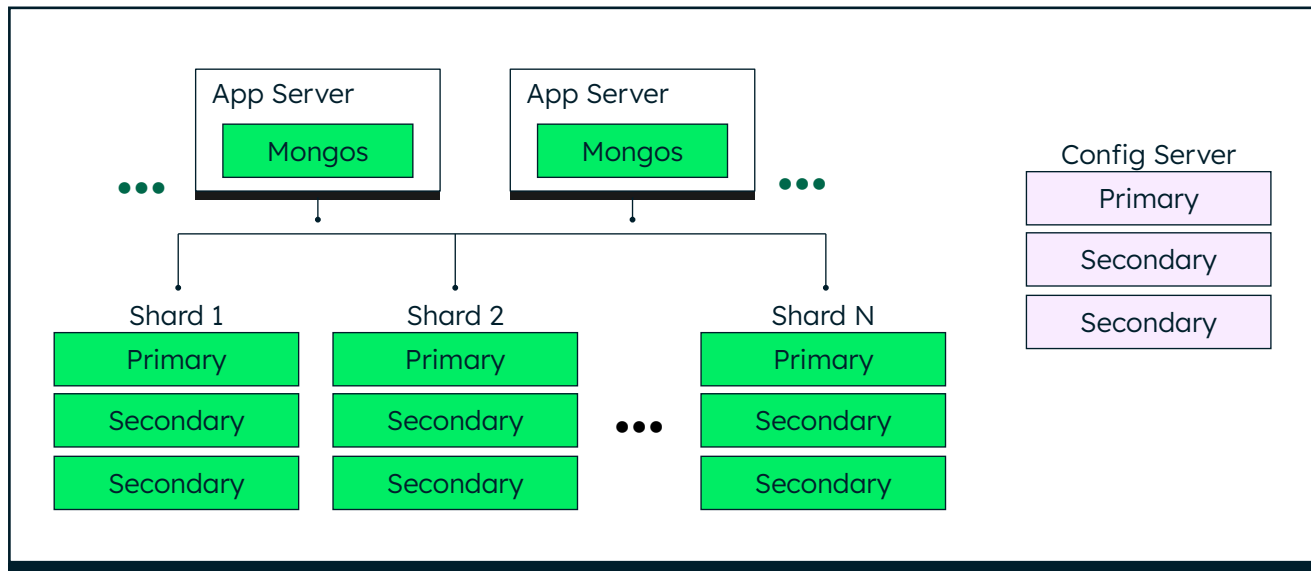 App Server
Mongos
App Server
Mongos
Config Server
Primary
Secondary
Secondary
Shard 1
Primary
Secondary
Secondary
Shard 2
Primary
Secondary
Secondary
Shard N
Primary
Secondary
Secondary